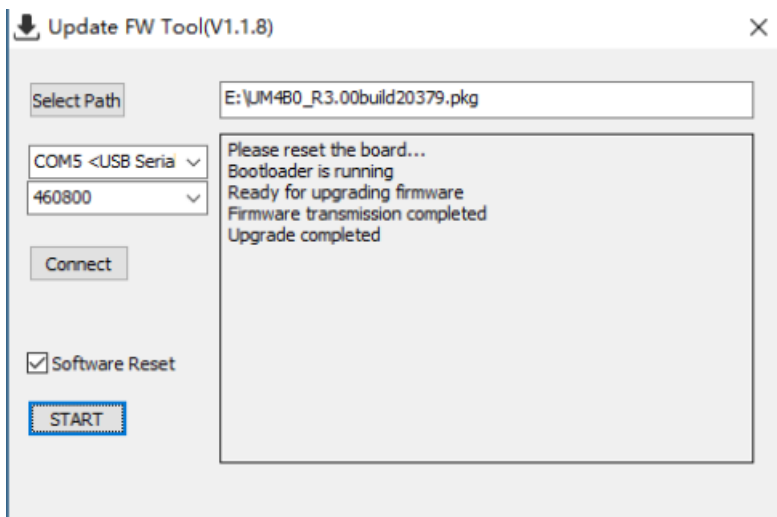 Update FW Tool(V1.1.8)
Select Path
E:\UM4B0_R3.00build20379.pkg
COM5 <USB Serial
460800
Connect
Software Reset
START
Please reset the board...
Bootloader is running
Ready for upgrading firmware
Firmware transmission completed
Upgrade completed